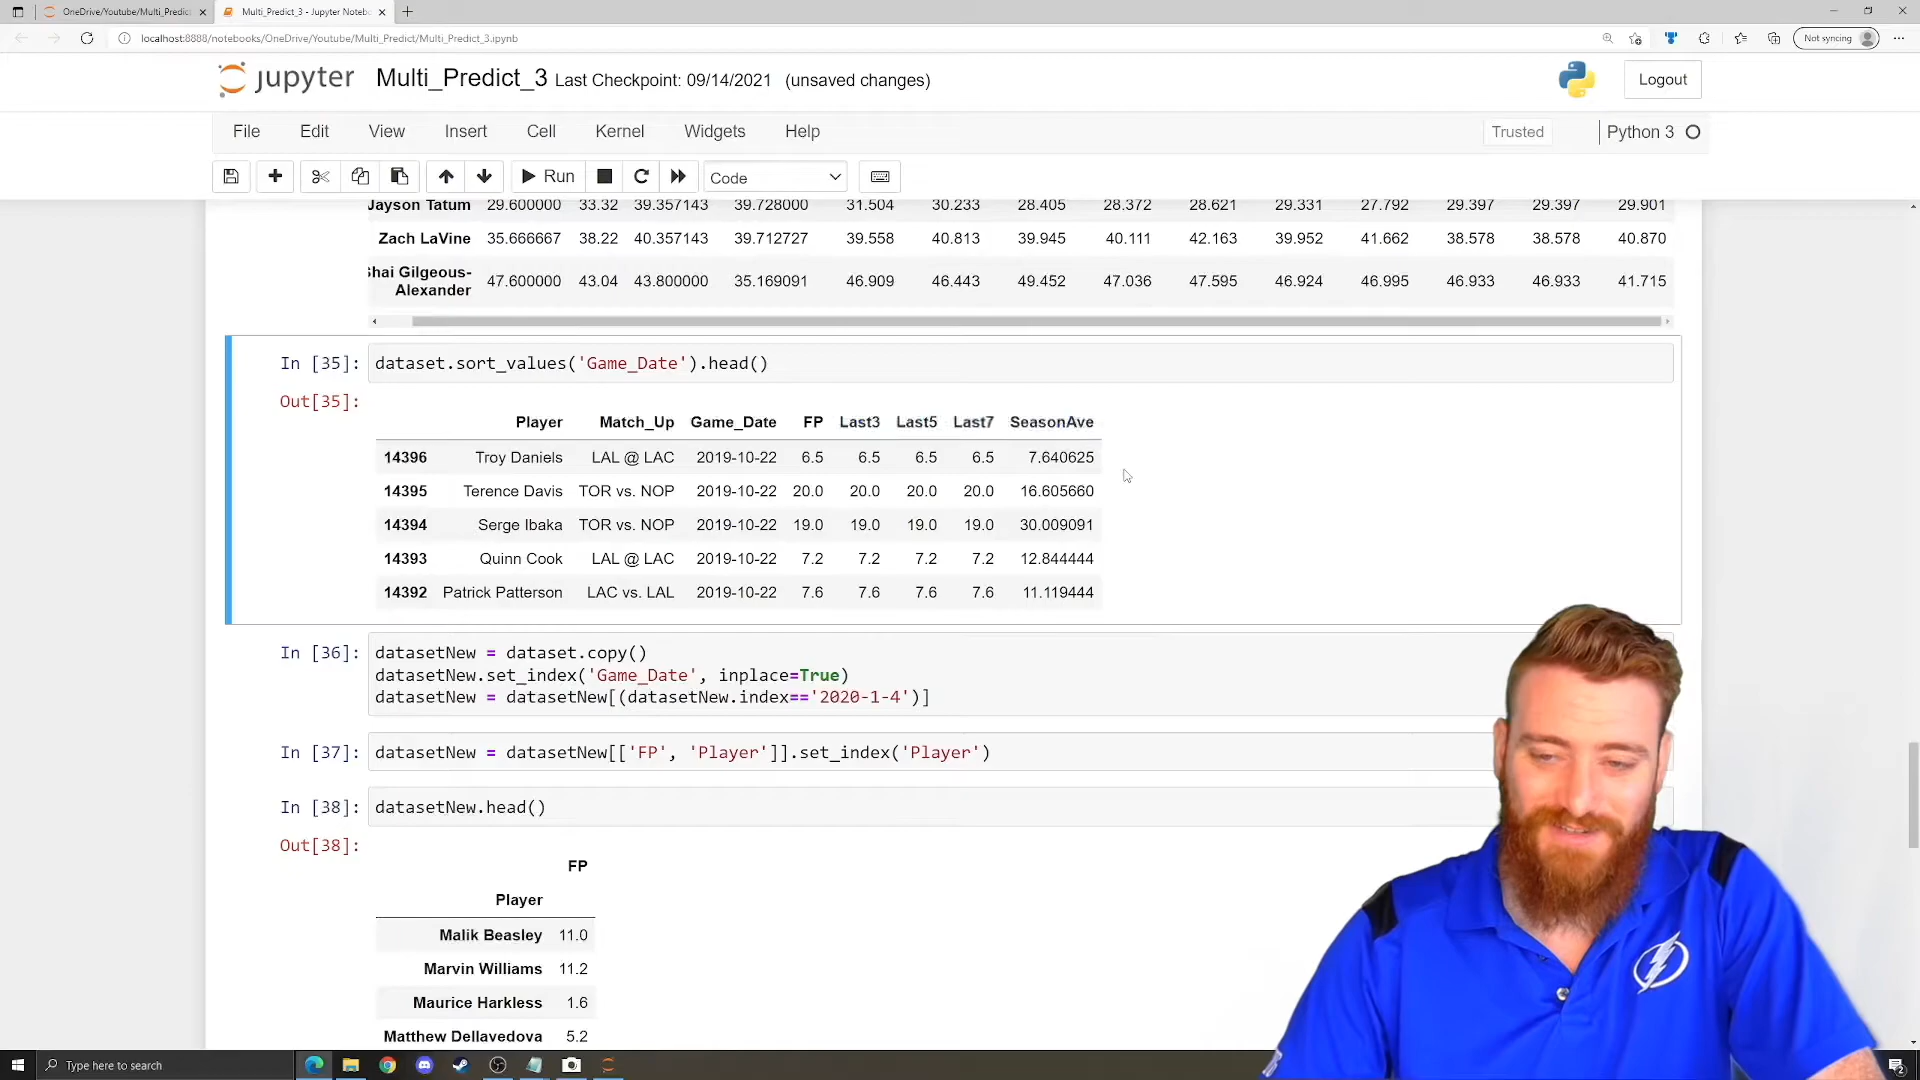 OneDrive/Youtube/Multi_Predict
Multi_Predict_3 - Jupyter Notebo
localhost:8888/notebooks/OneDrive/Youtube/Multi_Predict/Multi_Predict_3.ipynb
Not syncing
jupyter Multi_Predict_3 Last Checkpoint: 09/14/2021 (unsaved changes)
Logout
File Edit View Insert Cell Kernel Widgets Help
Trusted
Python 3
Run
Code
Jayson Tatum 29.600000 33.32 39.357143 39.728000 31.504 30.233 28.405 28.372 28.621 29.331 27.792 29.397 29.397 29.901
Zach LaVine 35.666667 38.22 40.357143 39.712727 39.558 40.813 39.945 40.111 42.163 39.952 41.662 38.578 38.578 40.870
Shai Gilgeous-
Alexander 47.600000 43.04 43.800000 35.169091 46.909 46.443 49.452 47.036 47.595 46.924 46.995 46.933 46.933 41.715
In [35]: dataset.sort_values('Game_Date').head()
Out[35]:
Player Match_Up Game_Date FP Last3 Last5 Last7 SeasonAve
14396 Troy Daniels LAL @ LAC 2019-10-22 6.5 6.5 6.5 6.5 7.640625
14395 Terence Davis TOR vs. NOP 2019-10-22 20.0 20.0 20.0 20.0 16.605660
14394 Serge Ibaka TOR vs. NOP 2019-10-22 19.0 19.0 19.0 19.0 30.009091
14393 Quinn Cook LAL @ LAC 2019-10-22 7.2 7.2 7.2 7.2 12.844444
14392 Patrick Patterson LAC vs. LAL 2019-10-22 7.6 7.6 7.6 7.6 11.119444
In [36]: datasetNew = dataset.copy()
datasetNew.set_index('Game_Date', inplace=True)
datasetNew = datasetNew[(datasetNew.index=='2020-1-4')]
In [37]: datasetNew = datasetNew[['FP', 'Player']].set_index('Player')
In [38]: datasetNew.head()
Out[38]:
FP
Player
Malik Beasley 11.0
Marvin Williams 11.2
Maurice Harkless 1.6
Matthew Dellavedova 5.2
Type here to search
2